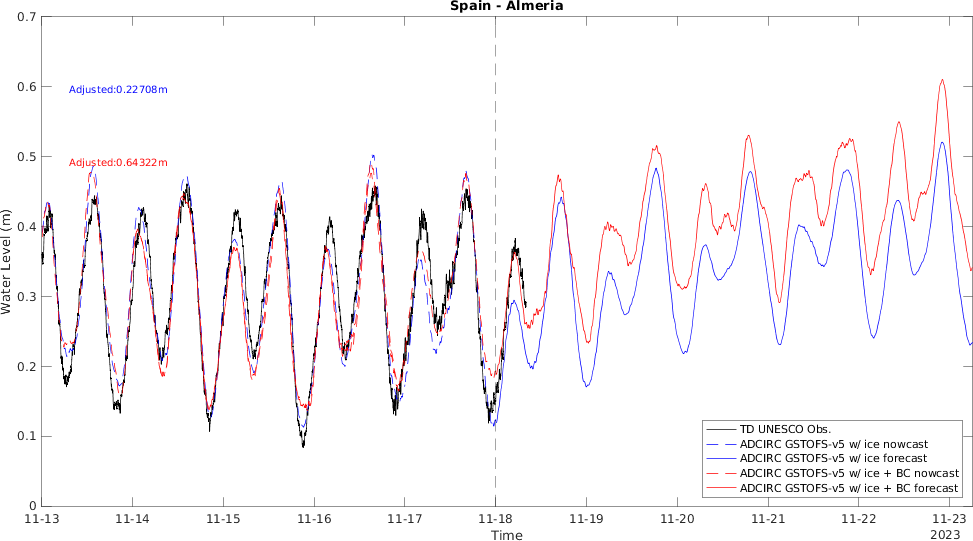 Spain - Almeria
0.7
0.6
0.5
0.4
0.3
0.2
0.1
0
Water Level (m)
Adjusted:0.22708m
Adjusted:0.64322m
TD UNESCO Obs.
ADCIRC GSTOFS-v5 w/ ice nowcast
ADCIRC GSTOFS-v5 w/ ice forecast
ADCIRC GSTOFS-v5 w/ ice + BC nowcast
ADCIRC GSTOFS-v5 w/ ice + BC forecast
11-13 11-14 11-15 11-16 11-17 11-18 11-19 11-20 11-21 11-22 11-23
2023
Time